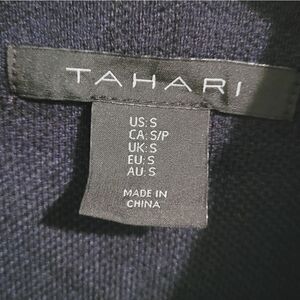 TAHARI
US: S
CA: S/P
UK: S
EU: S
AU: S
MADE IN
CHINA